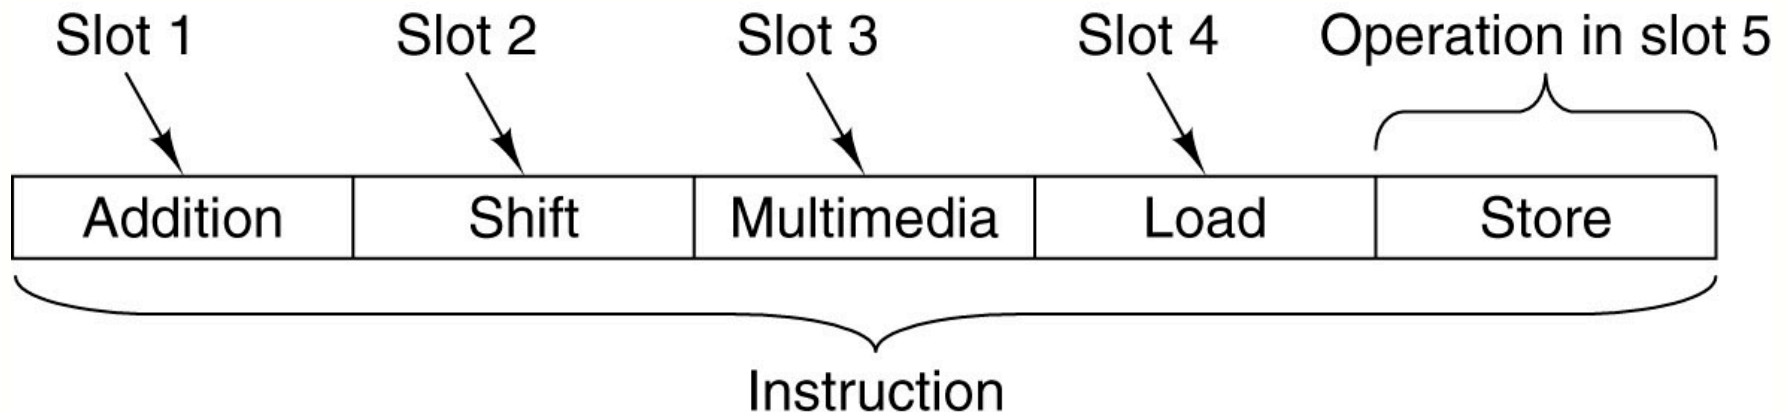 Slot 1 Slot 2 Slot 3 Slot 4 Operation in slot 5
Addition Shift Multimedia Load Store
Instruction